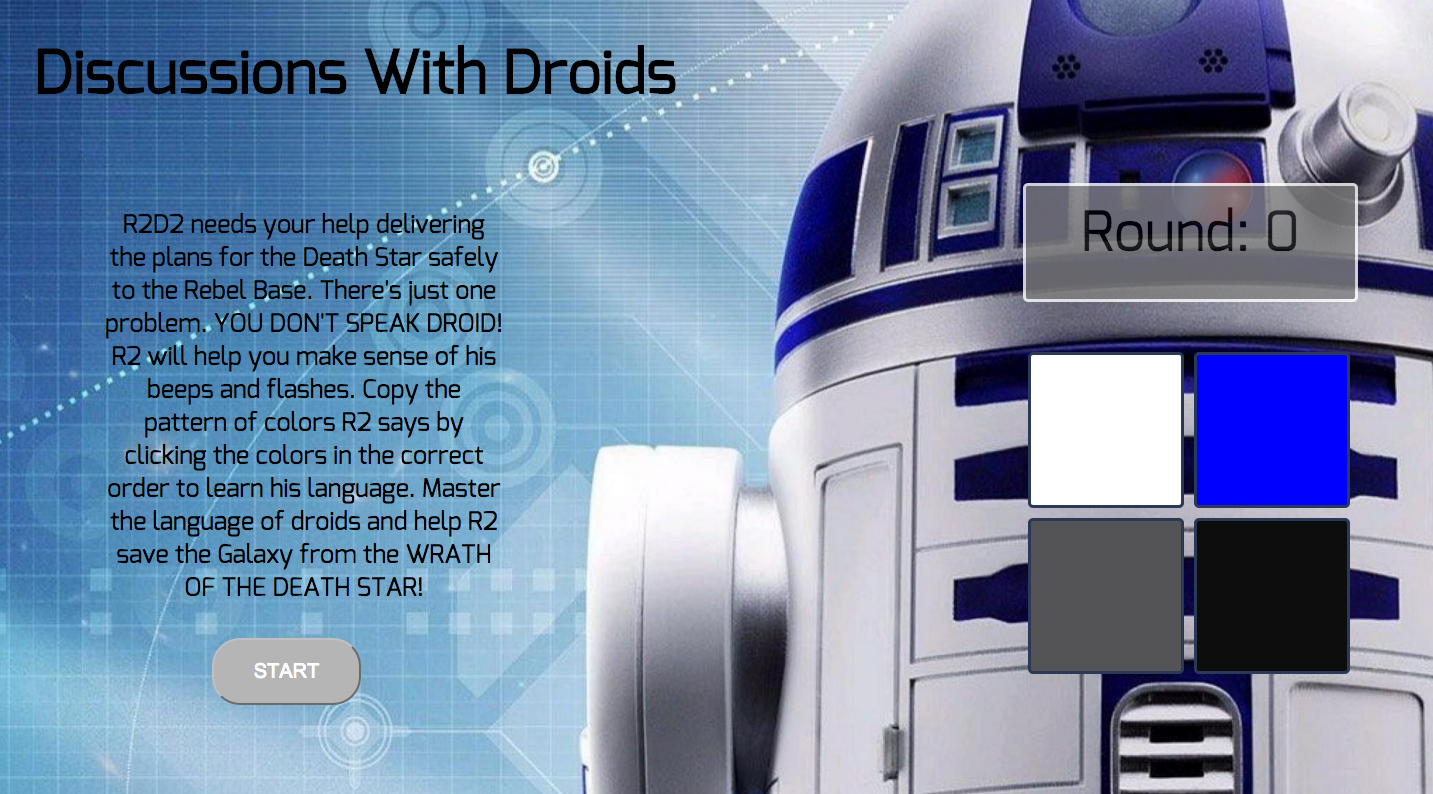 Discussions With Droids
R2D2 needs your help delivering
the plans for the Death Star safely
to the Rebel Base. There's just one
problem. YOU DON'T SPEAK DROID!
R2 will help you make sense of his
beeps and flashes. Copy the
pattern of colors R2 says by
clicking the colors in the correct
order to learn his language. Master
the language of droids and help R2
save the Galaxy from the WRATH
OF THE DEATH STAR!
START
Round: 0